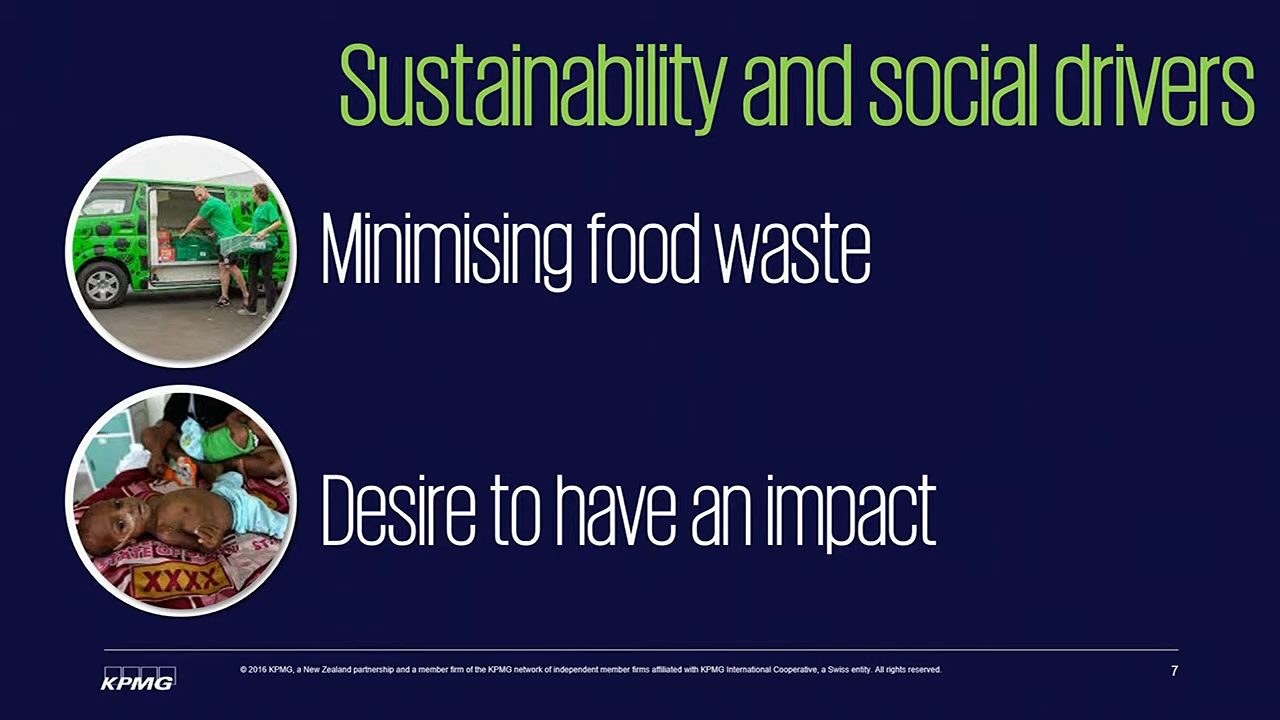 Sustainability and social drivers
Minimising food waste
Desire to have an impact
STATE OF
XXXX
KPMG
© 2016 KPMG, a New Zealand partnership and a member firm of the KPMG network of independent member firms affiliated with KPMG International Cooperative, a Swiss entity. All rights reserved.
7